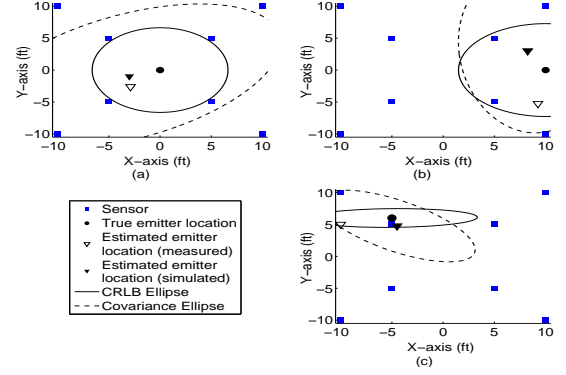 10
5
0
−5
−10
Y−axis (ft)
−10 −5 0 5 10
X−axis (ft)
(a)
10
5
0
−5
−10
Y−axis (ft)
−10 −5 0 5 10
X−axis (ft)
(b)
Sensor
True emitter location
Estimated emitter
location (measured)
Estimated emitter
location (simulated)
CRLB Ellipse
Covariance Ellipse
10
5
0
−5
−10
Y−axis (ft)
−10 −5 0 5 10
X−axis (ft)
(c)